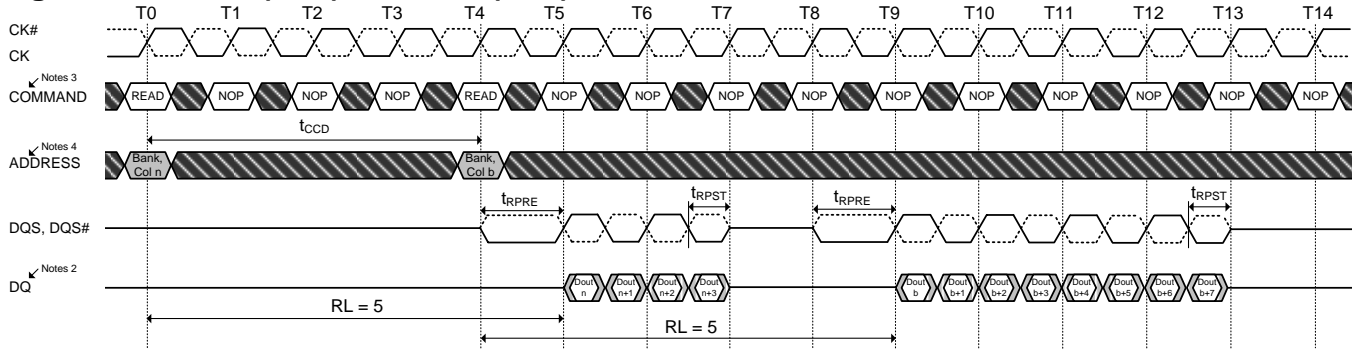 T0 T1 T2 T3 T4 T5 T6 T7 T8 T9 T10 T11 T12 T13 T14
CK#
CK
Notes 3
COMMAND
READ NOP NOP NOP READ NOP NOP NOP NOP NOP NOP NOP NOP NOP NOP
tCCD
Notes 4
ADDRESS
Bank,
Col n
Bank,
Col b
tRPRE tRPST tRPRE tRPST
DQS, DQS#
Notes 2
DQ
Dout
n
Dout
n+1
Dout
n+2
Dout
n+3
Dout
b
Dout
b+1
Dout
b+2
Dout
b+3
Dout
b+4
Dout
b+5
Dout
b+6
Dout
b+7
RL = 5
RL = 5